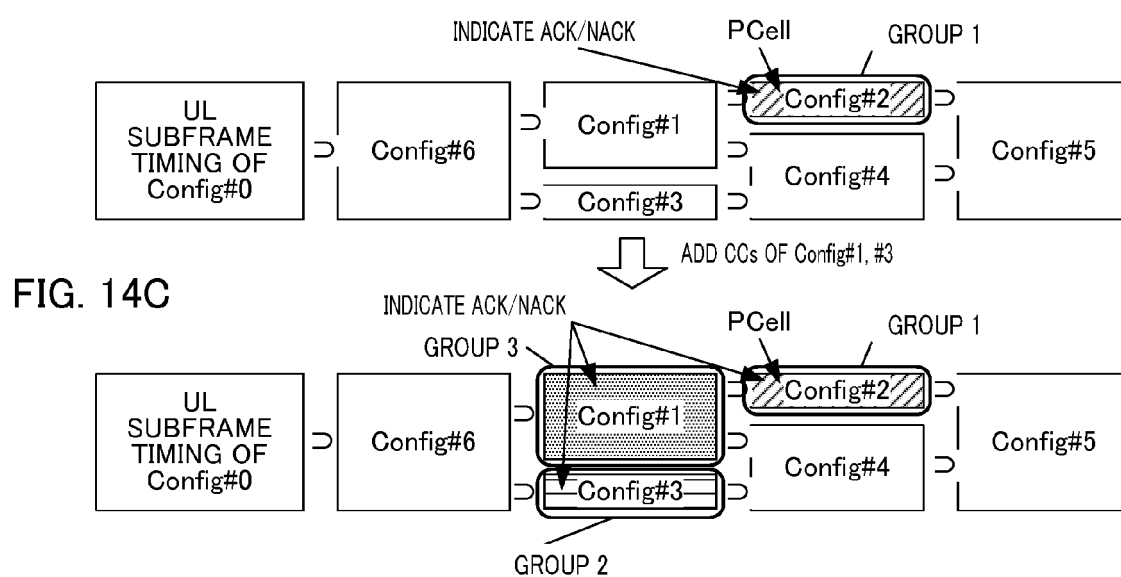 INDICATE ACK/NACK
PCell
GROUP 1
UL
SUBFRAME
TIMING OF
Config#0
⊃
Config#6
⊃
Config#1
⊃
Config#2
⊃
Config#5
⊃
Config#3
⊃
⊃
Config#4
⊃
ADD CCs OF Config#1, #3
FIG. 14C
INDICATE ACK/NACK
PCell
GROUP 1
GROUP 3
UL
SUBFRAME
TIMING OF
Config#0
⊃
Config#6
⊃
Config#1
⊃
Config#2
⊃
Config#5
⊃
Config#3
⊃
⊃
Config#4
⊃
GROUP 2